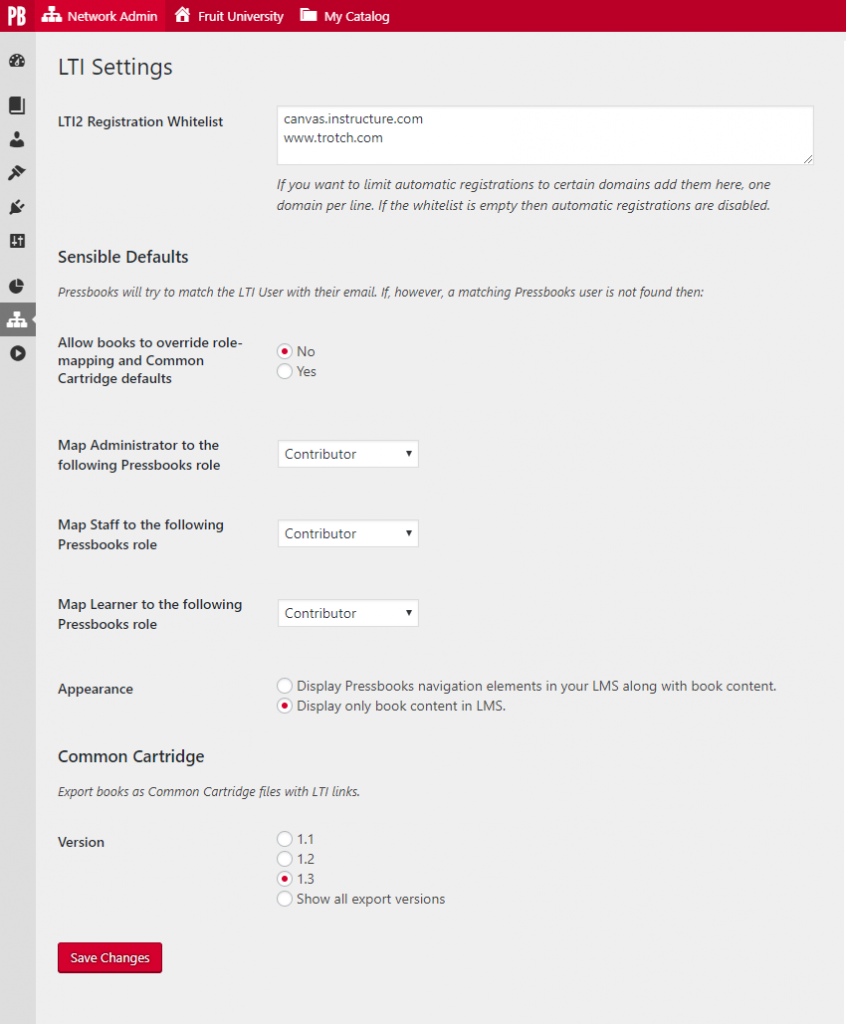 PB Network Admin Fruit University My Catalog
LTI Settings
LTI2 Registration Whitelist
canvas.instructure.com
www.trotch.com
If you want to limit automatic registrations to certain domains add them here, one
domain per line. If the whitelist is empty then automatic registrations are disabled.
Sensible Defaults
Pressbooks will try to match the LTI User with their email. If, however, a matching Pressbooks user is not found then:
Allow books to override role-
mapping and Common
Cartridge defaults
No
Yes
Map Administrator to the
following Pressbooks role
Contributor
Map Staff to the following
Pressbooks role
Contributor
Map Learner to the following
Pressbooks role
Contributor
Appearance
Display Pressbooks navigation elements in your LMS along with book content.
Display only book content in LMS.
Common Cartridge
Export books as Common Cartridge files with LTI links.
Version
1.1
1.2
1.3
Show all export versions
Save Changes